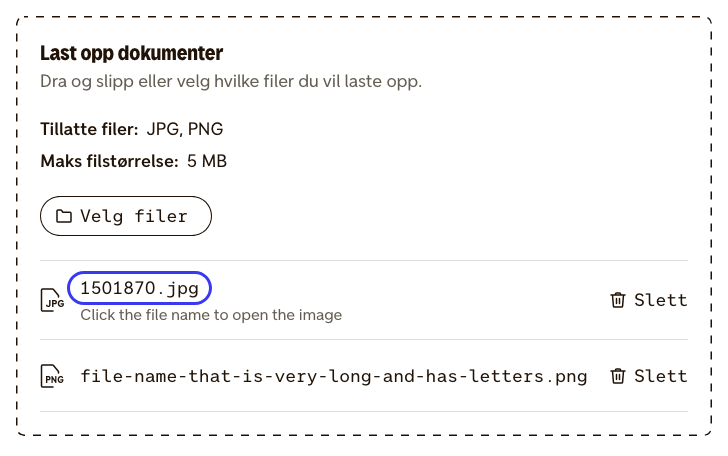 Last opp dokumenter
Dra og slipp eller velg hvilke filer du vil laste opp.
Tillatte filer: JPG, PNG
Maks filstørrelse: 5 MB
Velg filer
JPG
1501870.jpg
Slett
Click the file name to open the image
PNG
file-name-that-is-very-long-and-has-letters.png
Slett